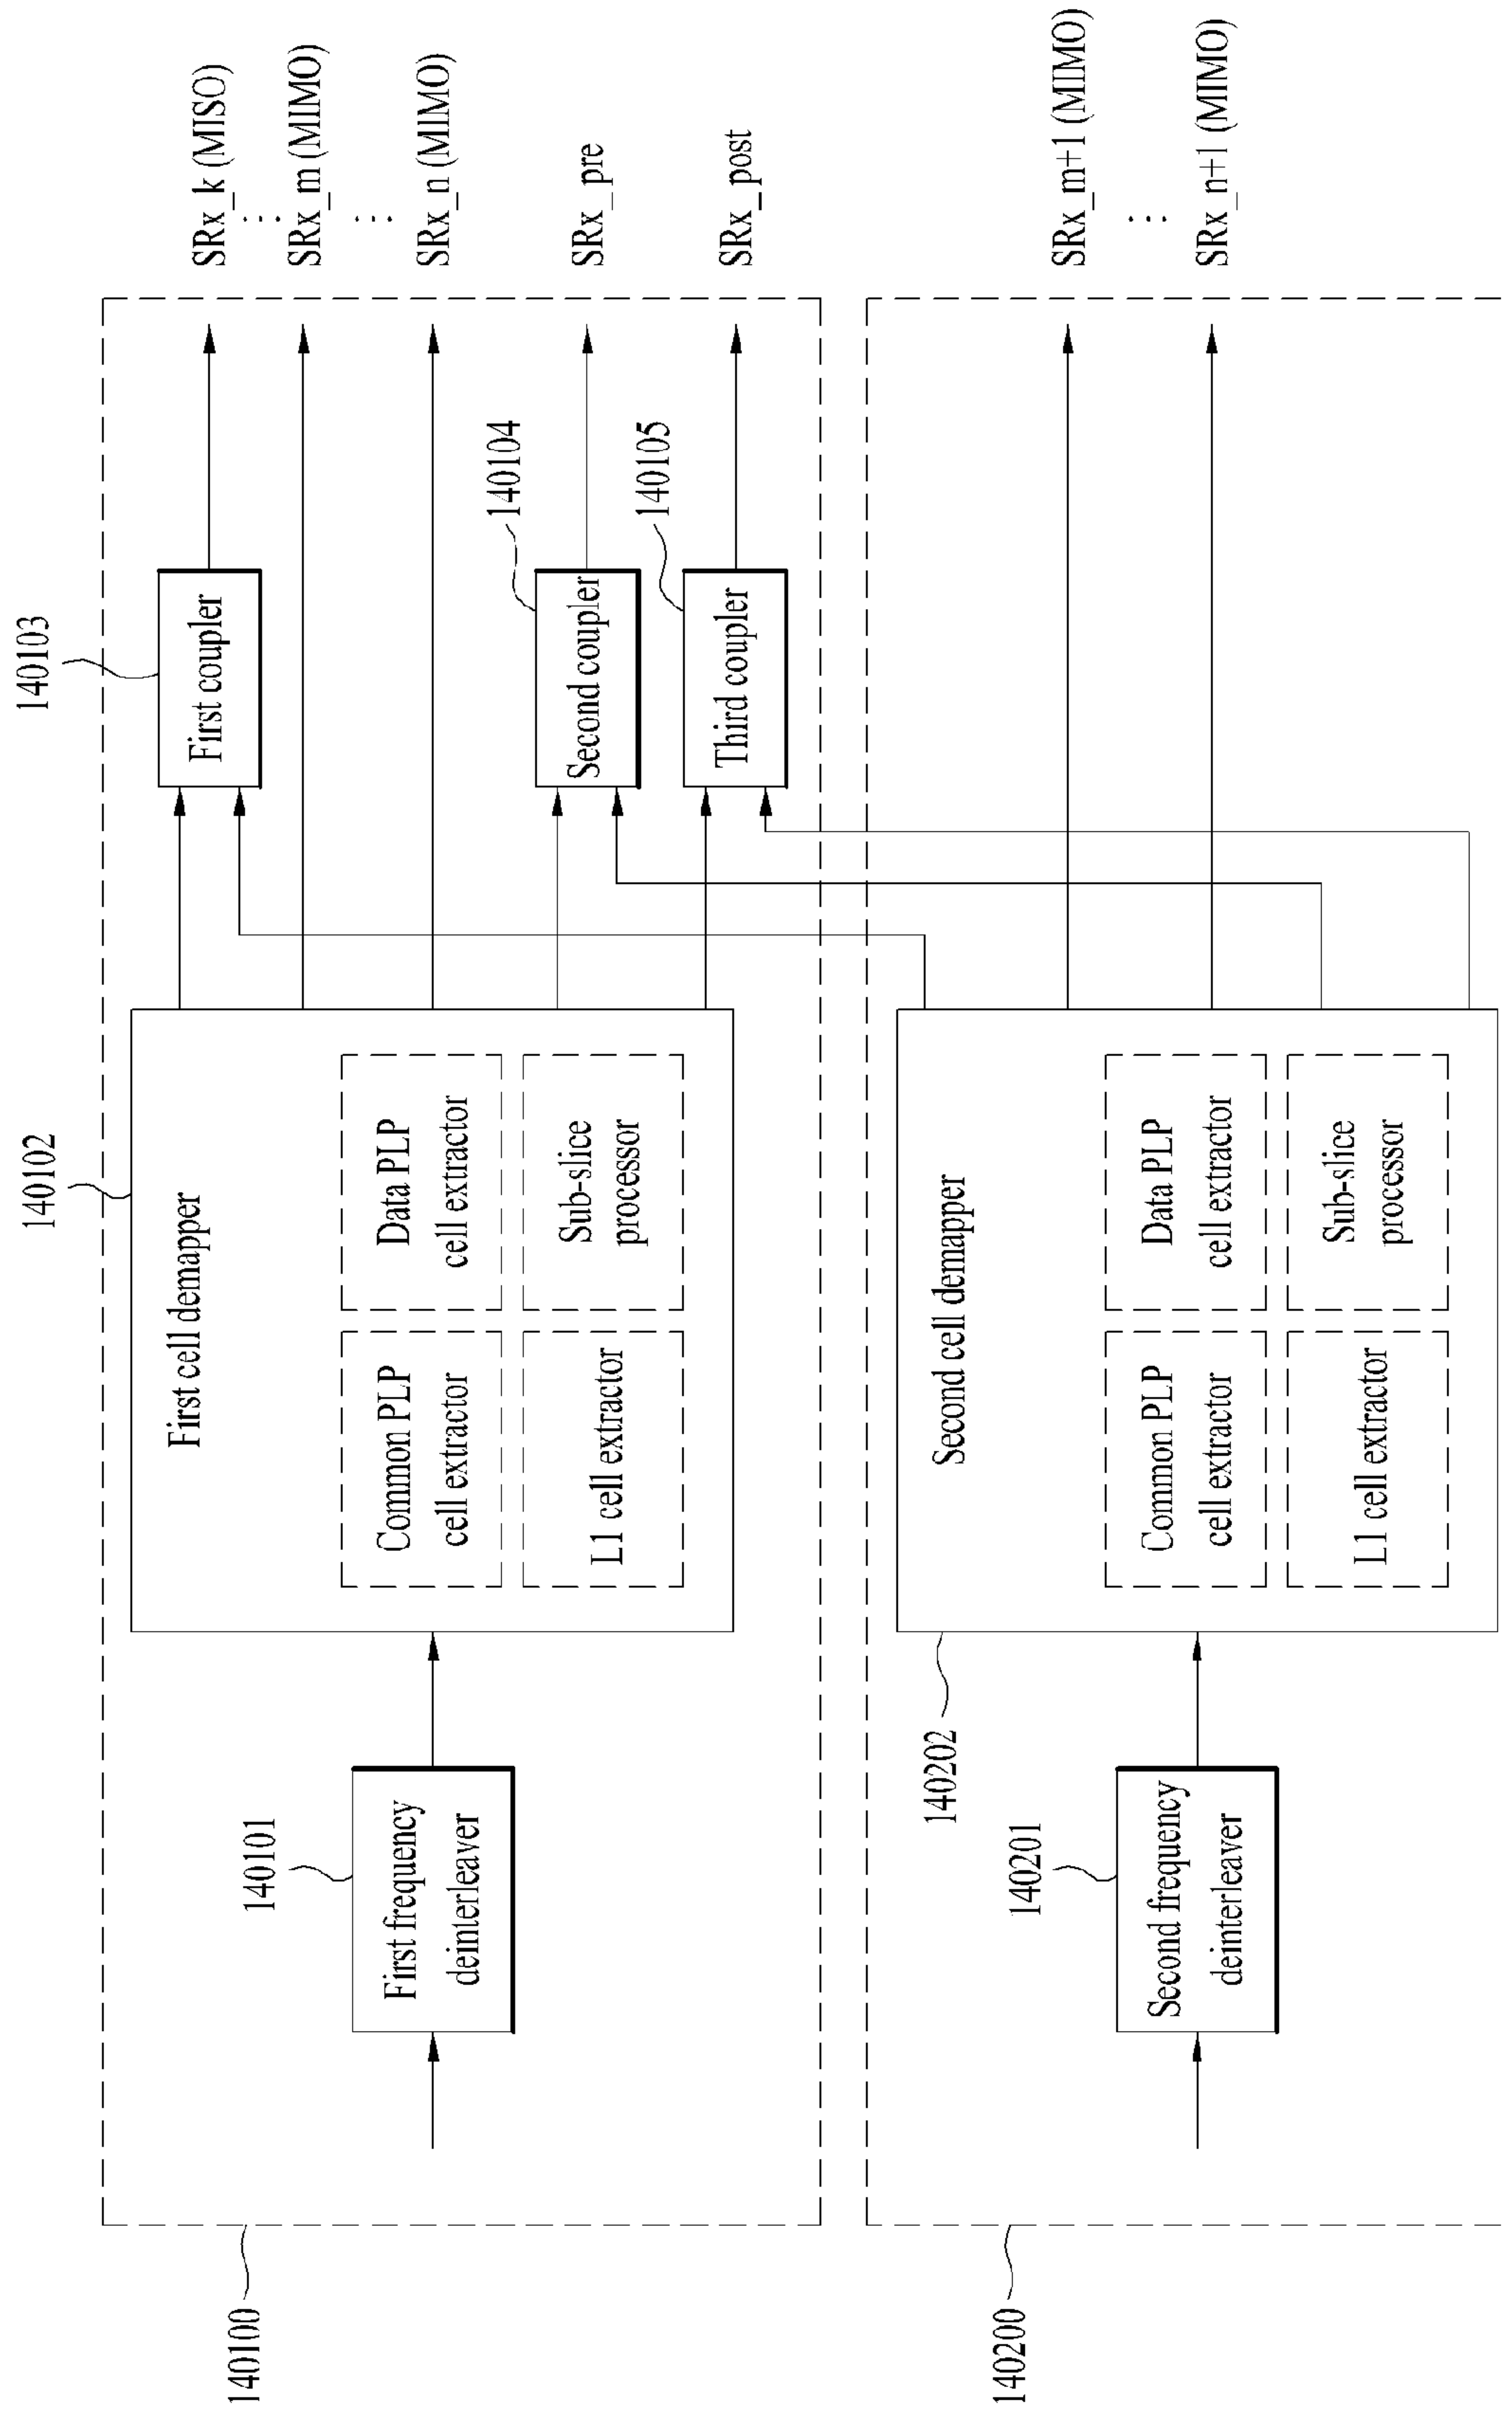 140100
140101
First frequency
deinterleaver
140102
First cell demapper
Common PLP
cell extractor
Data PLP
cell extractor
L1 cell extractor
Sub-slice
processor
140103
First coupler
140104
Second coupler
140105
Third coupler
SRx_k (MISO)
⋮
SRx_m (MIMO)
⋮
SRx_n (MIMO)
SRx_pre
SRx_post
140200
140201
Second frequency
deinterleaver
140202
Second cell demapper
Common PLP
cell extractor
Data PLP
cell extractor
L1 cell extractor
Sub-slice
processor
SRx_m+1 (MIMO)
⋮
SRx_n+1 (MIMO)